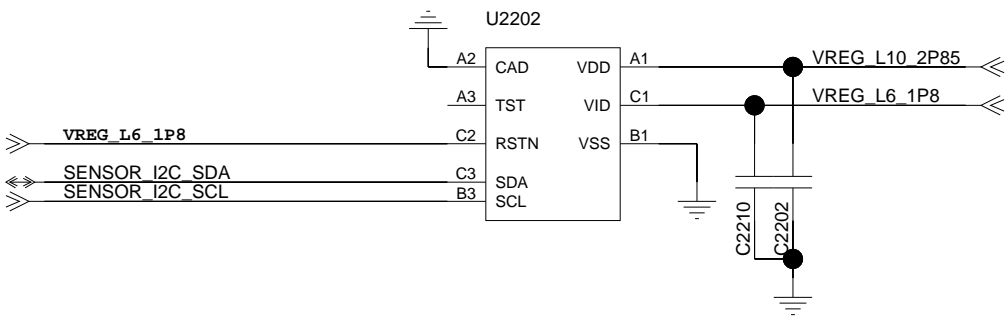 U2202
A2 CAD VDD A1 VREG_L10_2P85
A3 TST VID C1 VREG_L6_1P8
VREG_L6_1P8 C2 RSTN VSS B1
SENSOR_I2C_SDA C3 SDA
SENSOR_I2C_SCL B3 SCL
C2210
C2202